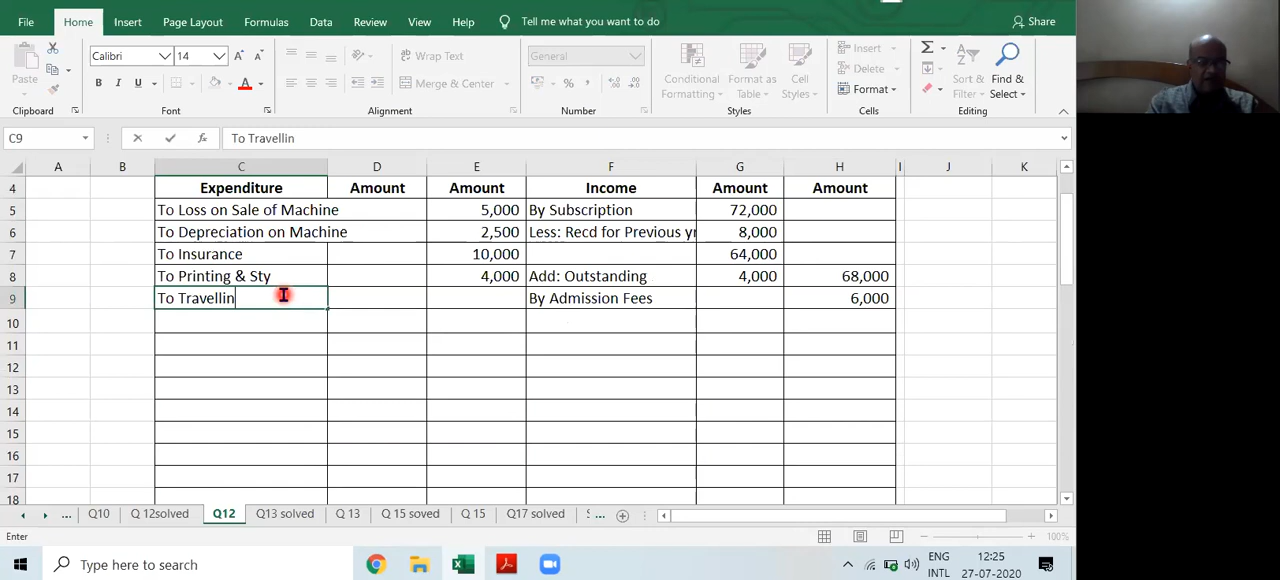 File Home Insert Page Layout Formulas Data Review View Help Tell me what you want to do Share
Paste Calibri 14 A A Wrap Text General Conditional Formatting Format as Table Cell Styles Insert Delete Format Sort & Filter Find & Select
B I U A Merge & Center % ,
Clipboard Font Alignment Number Styles Cells Editing
C9 fx To Travellin
A B C D E F G H I J K
4 Expenditure Amount Amount Income Amount Amount
5 To Loss on Sale of Machine 5,000 By Subscription 72,000
6 To Depreciation on Machine 2,500 Less: Recd for Previous yr 8,000
7 To Insurance 10,000 64,000
8 To Printing & Sty 4,000 Add: Outstanding 4,000 68,000
9 To Travellin By Admission Fees 6,000
10
11
12
13
14
15
16
17
18
... Q10 Q 12solved Q12 Q13 solved Q 13 Q 15 soved Q 15 Q17 solved ...
Enter 100%
Type here to search ENG INTL 12:25 27-07-2020